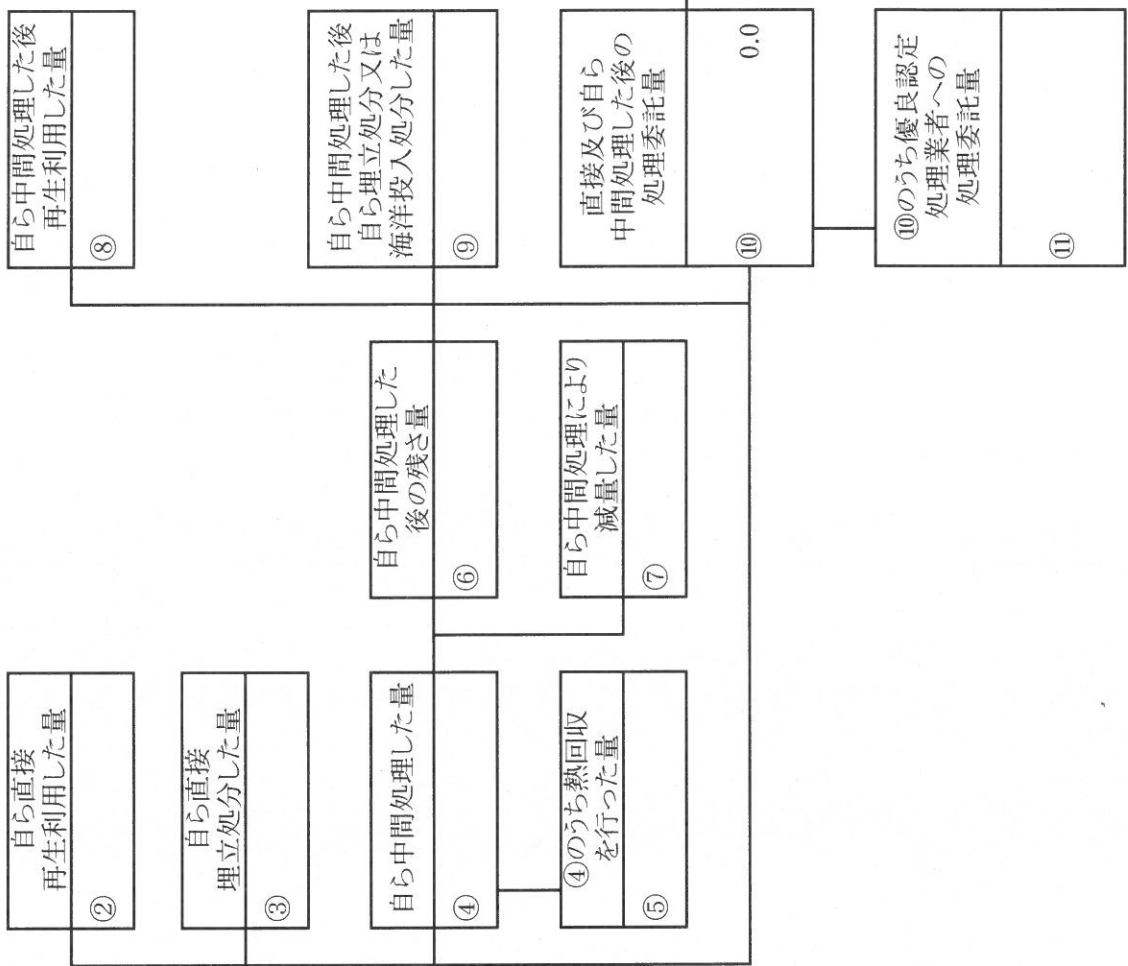 自ら直接
再生利用した量
②
自ら直接
埋立処分した量
③
自ら中間処理した量
④
④のうち熱回収
を行った量
⑤
自ら中間処理した
後の残さ量
⑥
自ら中間処理により
減量した量
⑦
自ら中間処理した後
再生利用した量
⑧
自ら中間処理した後
自ら埋立処分又は
海洋投入処分した量
⑨
直接及び自ら
中間処理した後の
処理委託量
⑩ 0.0
⑩のうち優良認定
処理業者への
処理委託量
⑪